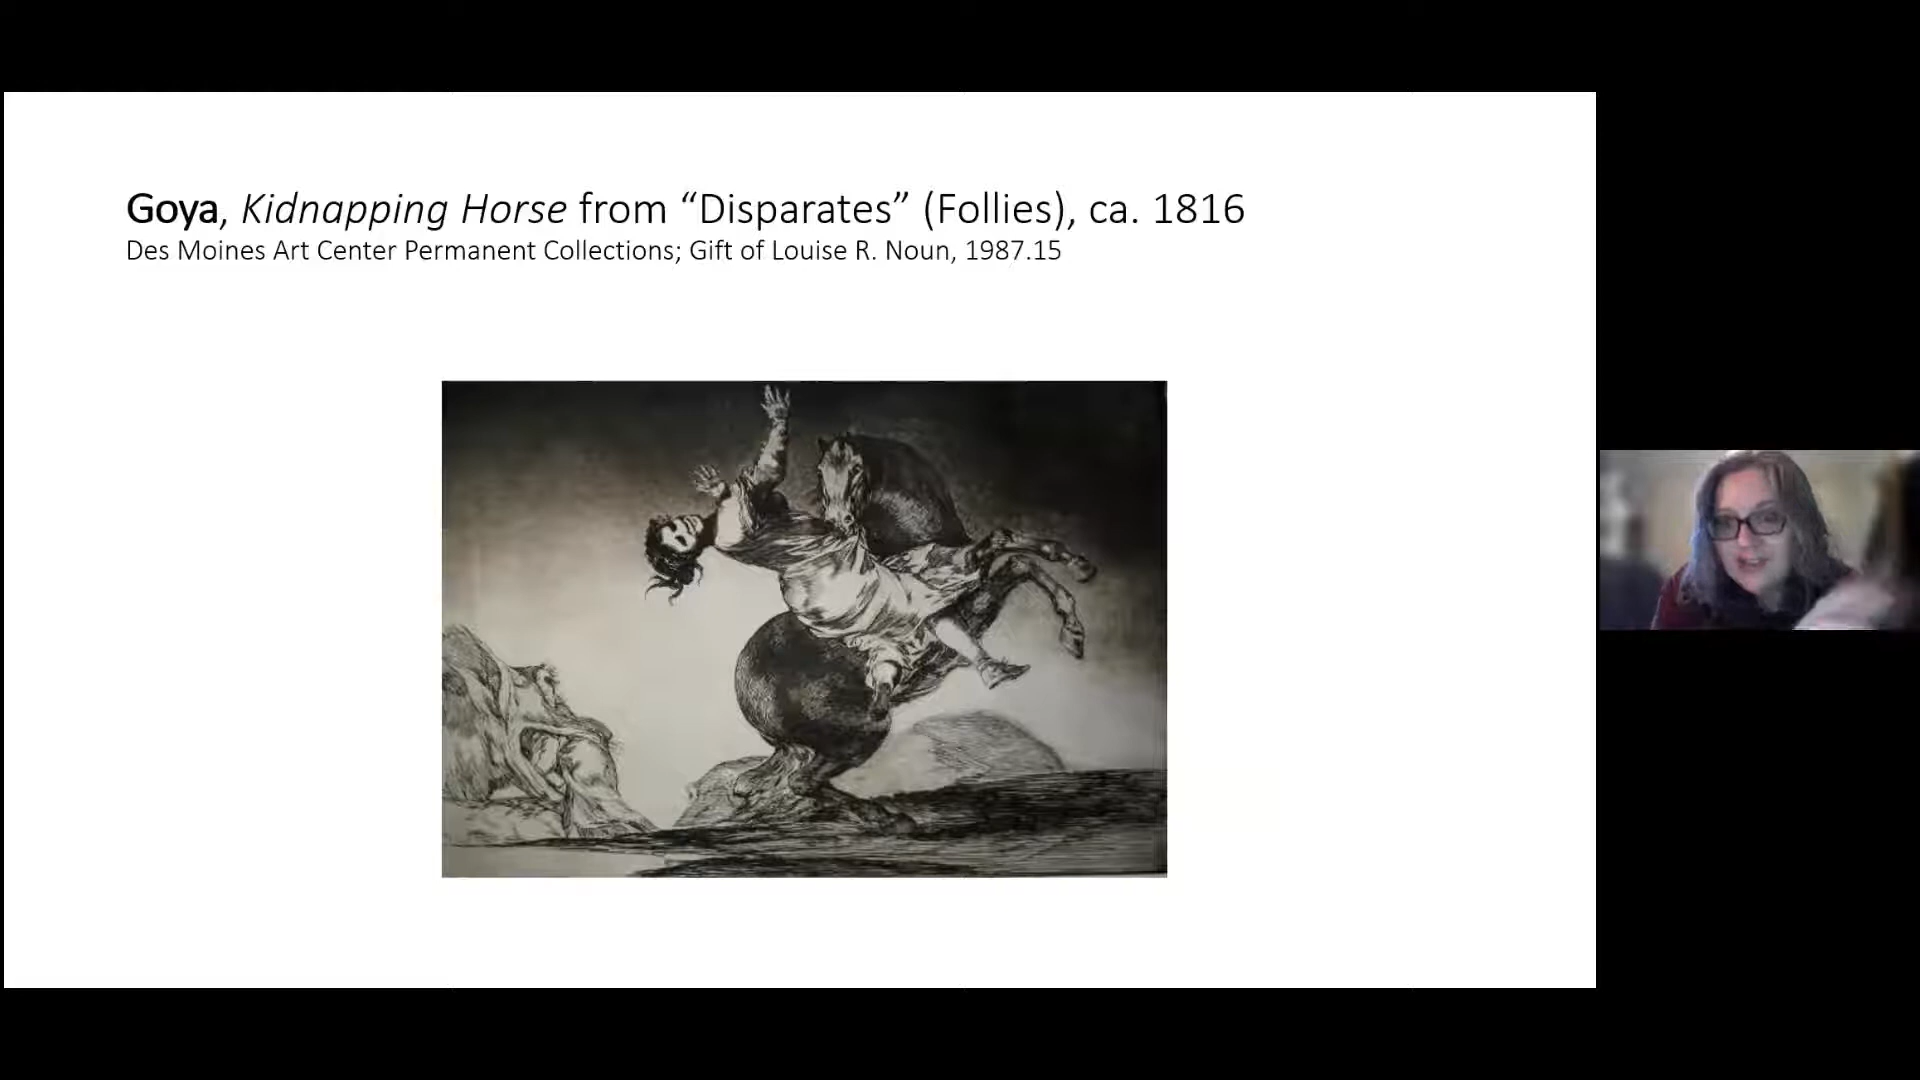 Goya, Kidnapping Horse from “Disparates” (Follies), ca. 1816
Des Moines Art Center Permanent Collections; Gift of Louise R. Noun, 1987.15